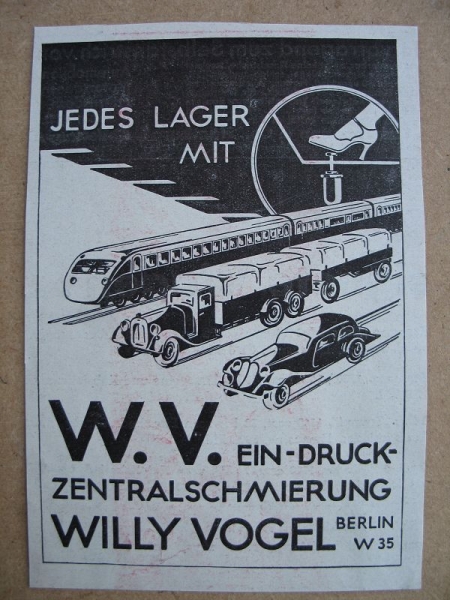 JEDES LAGER
MIT
W.V. EIN-DRUCK-
ZENTRALSCHMIERUNG
WILLY VOGEL BERLIN
W 35